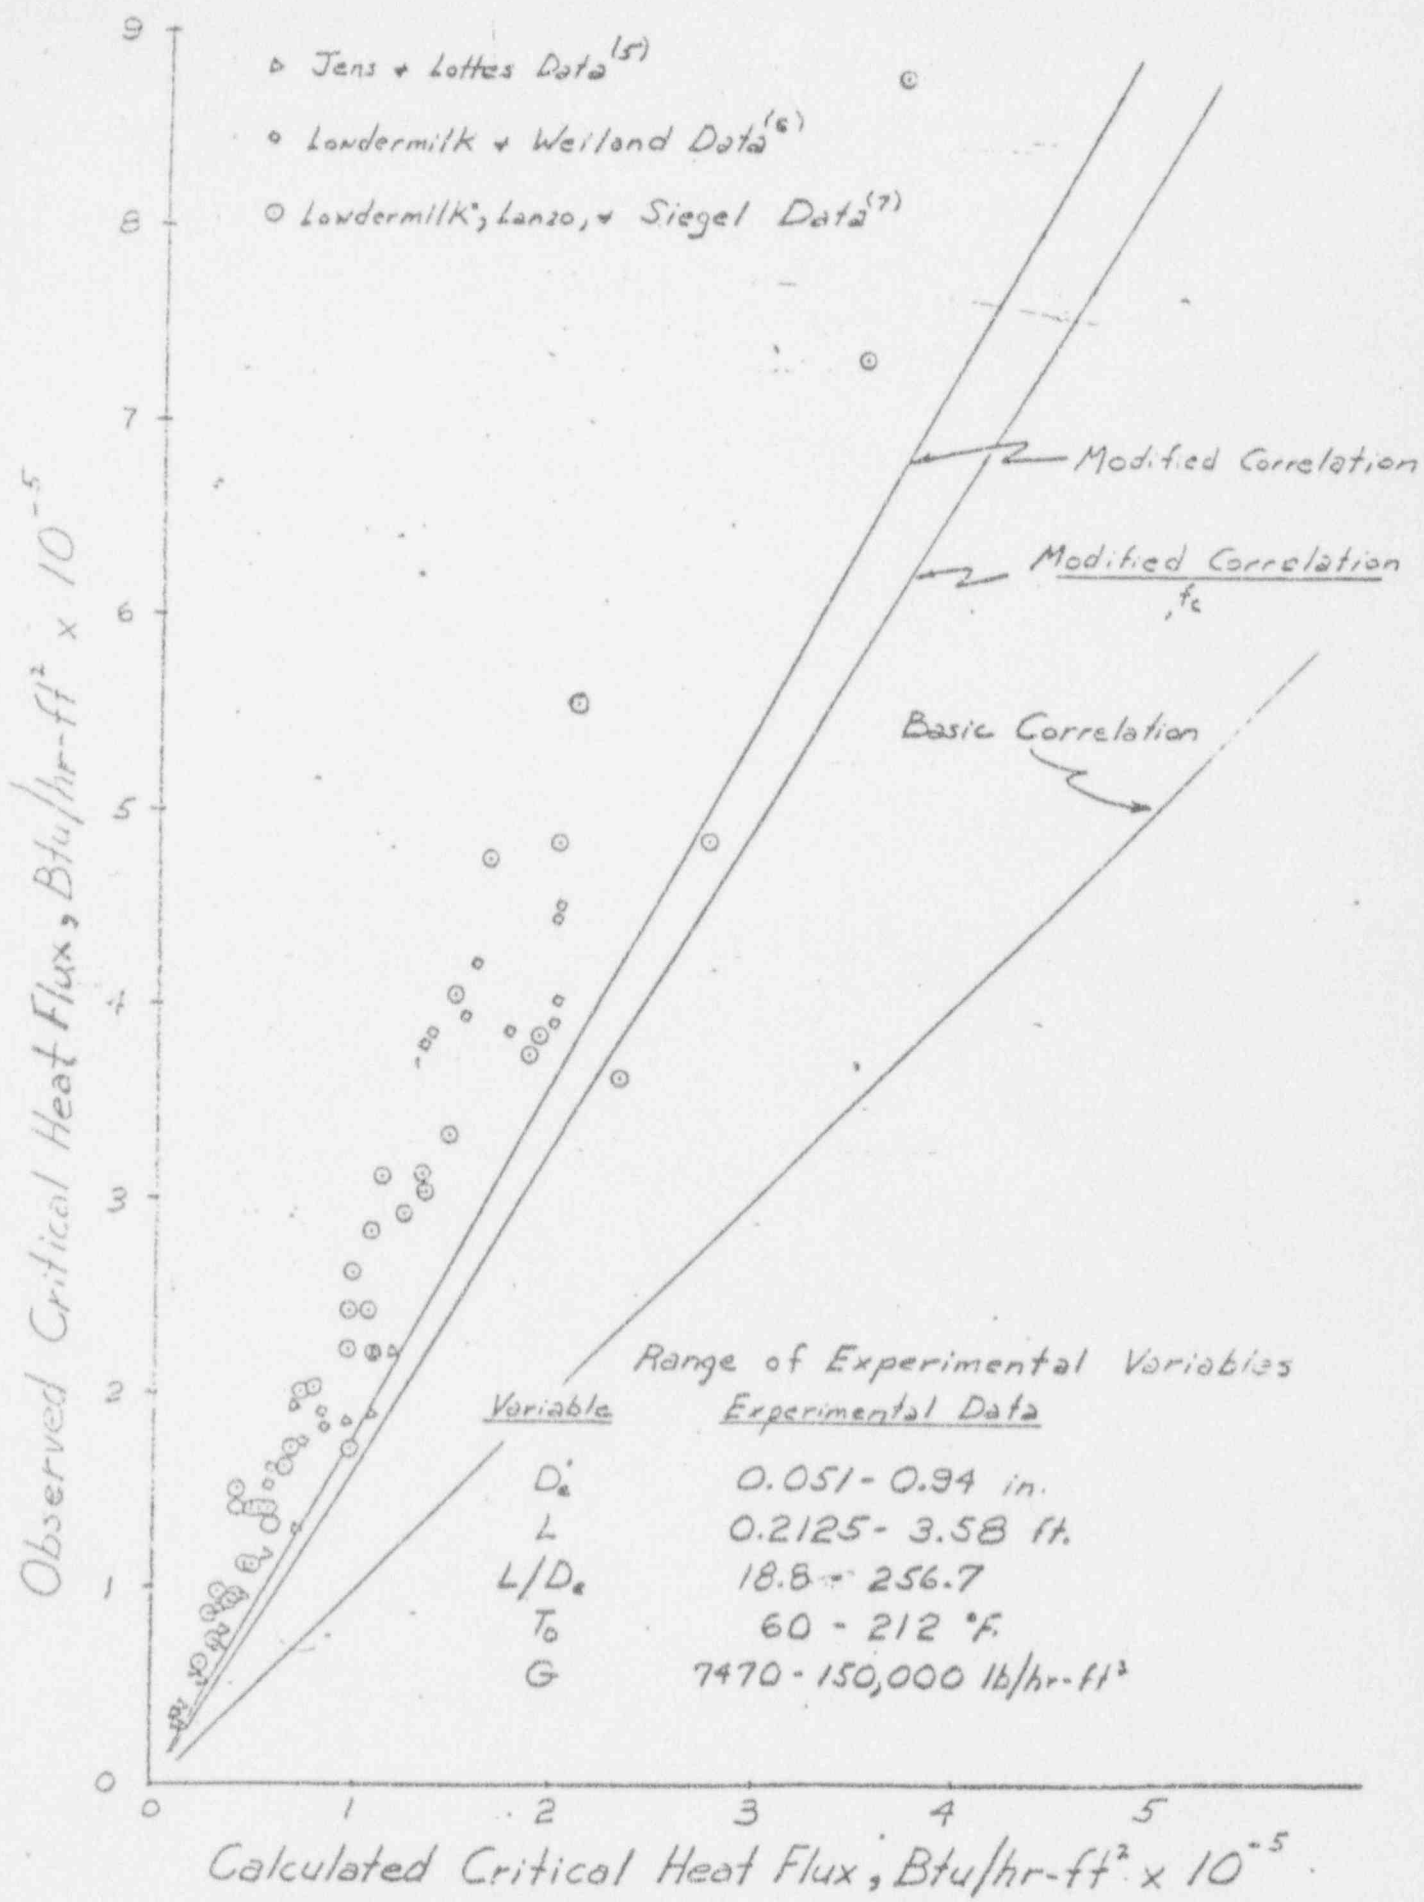 9
▹ Jens + Lottes Data (5)
∘ Lowdermilk + Weiland Data (6)
⊙ Lowdermilk, Lanzo, + Siegel Data (7)
8
7
Modified Correlation
Modified Correlation
fc
6
Basic Correlation
5
4
3
2
1
0
Observed Critical Heat Flux, Btu/hr-ft² x 10⁻⁵
Range of Experimental Variables
Variable Experimental Data
De 0.051 - 0.94 in.
L 0.2125 - 3.58 ft.
L/De 18.8 - 256.7
To 60 - 212 °F.
G 7470 - 150,000 lb/hr-ft²
0 1 2 3 4 5
Calculated Critical Heat Flux, Btu/hr-ft² x 10⁻⁵